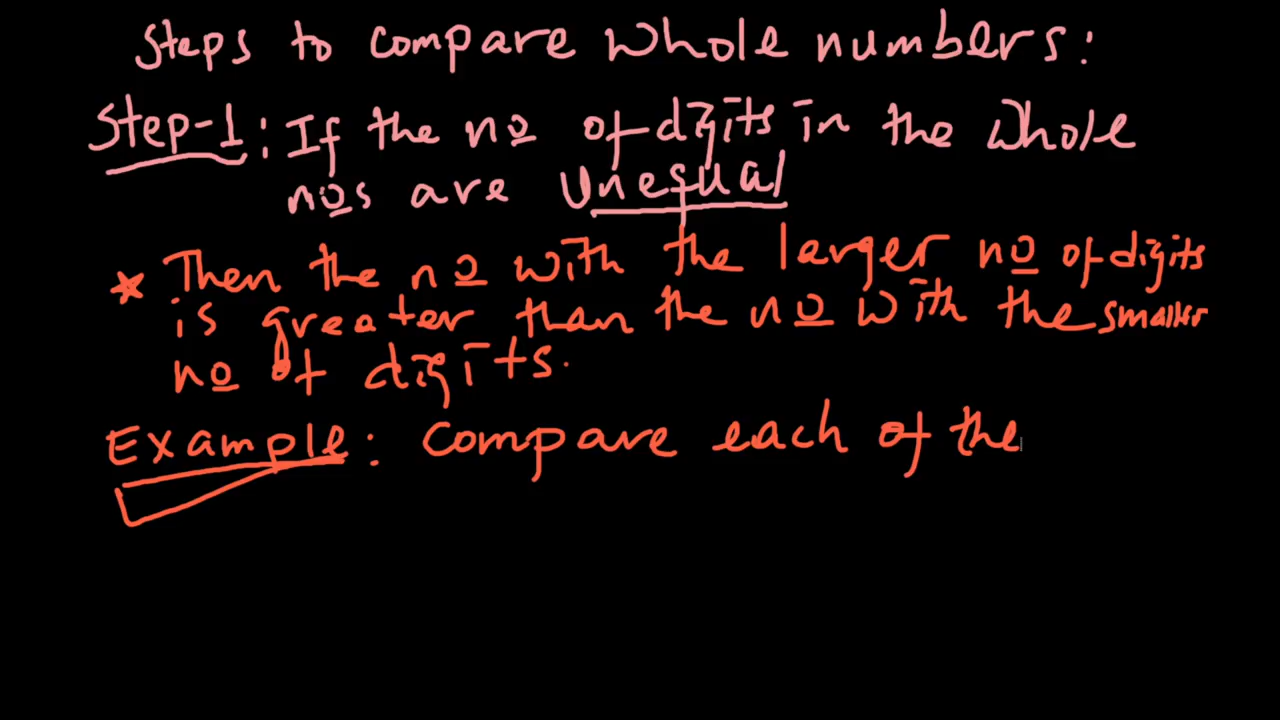 Steps to compare whole numbers:
Step-1: If the no of digits in the whole
nos are unequal
* Then the no with the larger no of digits
is greater than the no with the smaller
no of digits.
Example: compare each of the